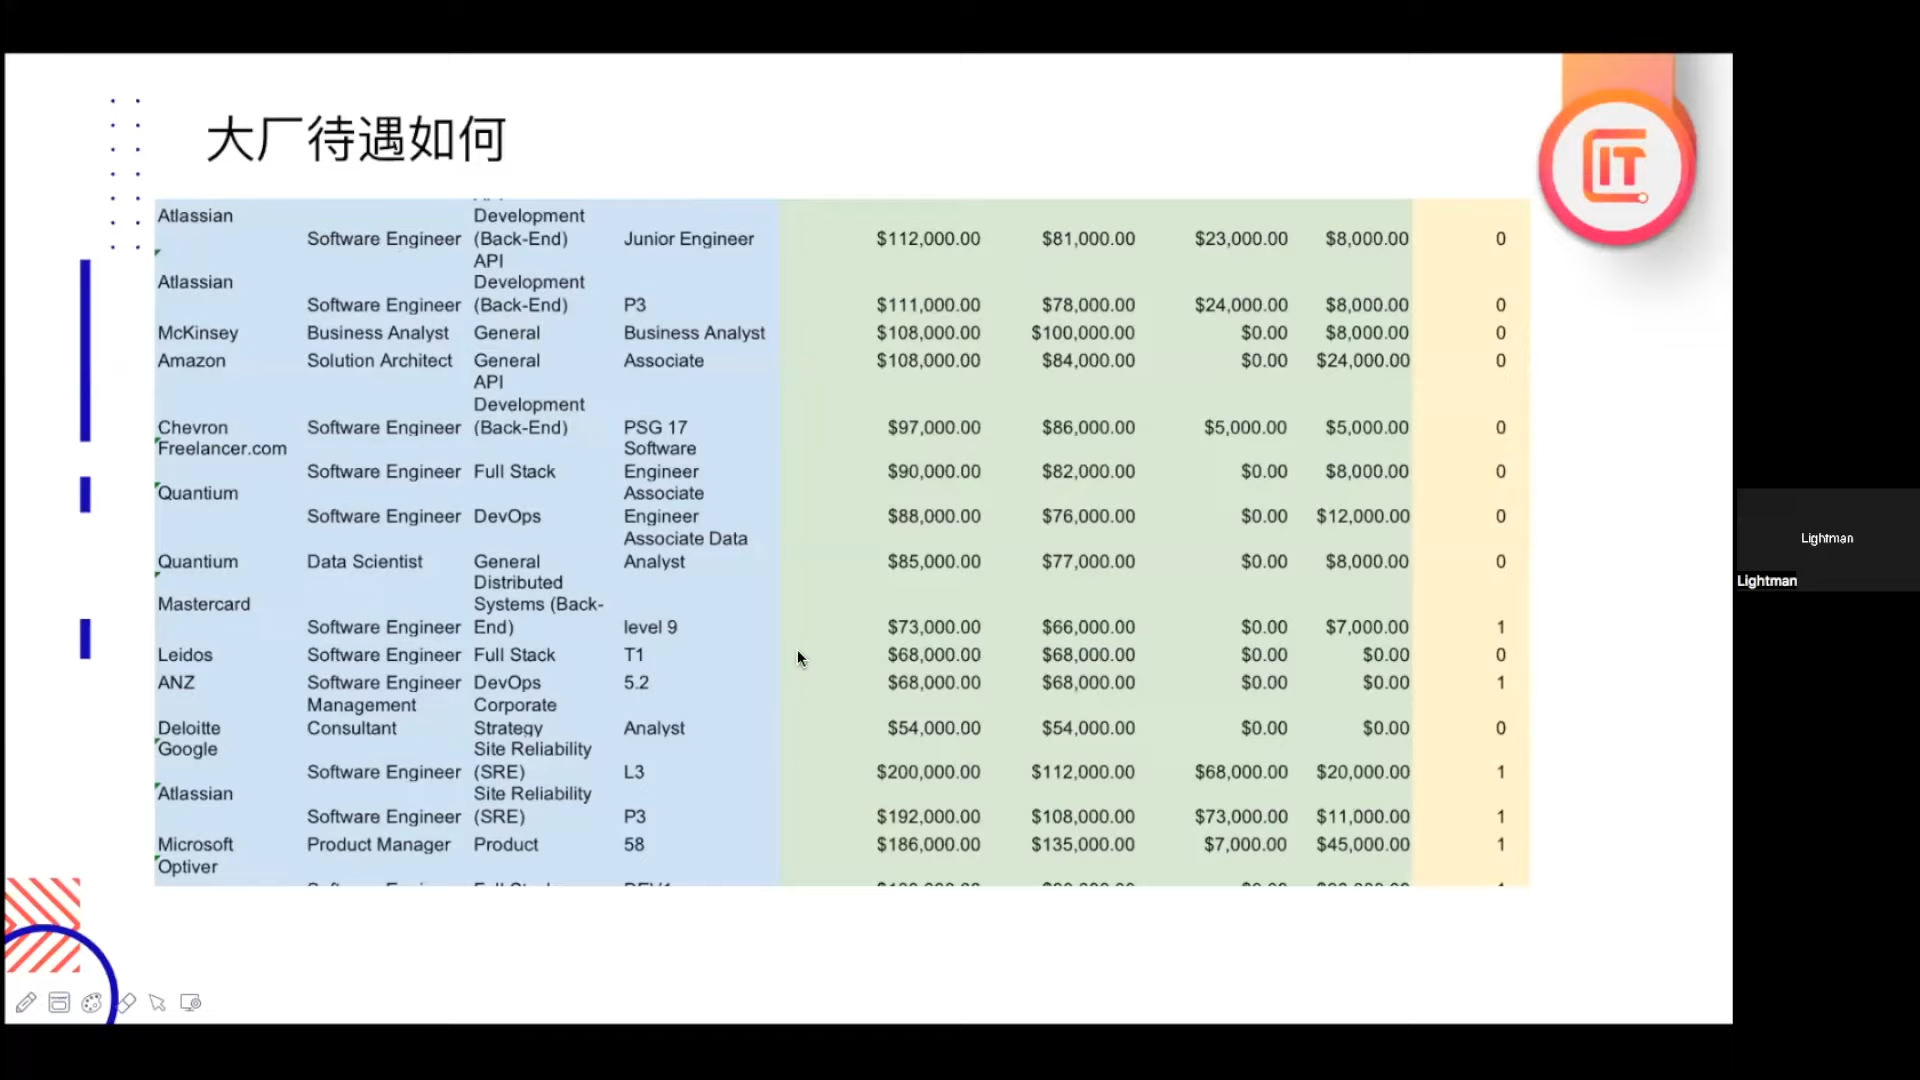 大厂待遇如何
IT
Atlassian Software Engineer Development (Back-End) Junior Engineer $112,000.00 $81,000.00 $23,000.00 $8,000.00 0
Atlassian Software Engineer API Development (Back-End) P3 $111,000.00 $78,000.00 $24,000.00 $8,000.00 0
McKinsey Business Analyst General Business Analyst $108,000.00 $100,000.00 $0.00 $8,000.00 0
Amazon Solution Architect General Associate $108,000.00 $84,000.00 $0.00 $24,000.00 0
Chevron Software Engineer API Development (Back-End) PSG 17 $97,000.00 $86,000.00 $5,000.00 $5,000.00 0
Freelancer.com Software Engineer Full Stack Software Engineer $90,000.00 $82,000.00 $0.00 $8,000.00 0
Quantium Software Engineer DevOps Associate Engineer $88,000.00 $76,000.00 $0.00 $12,000.00 0
Quantium Data Scientist General Associate Data Analyst $85,000.00 $77,000.00 $0.00 $8,000.00 0
Mastercard Software Engineer Distributed Systems (Back-End) level 9 $73,000.00 $66,000.00 $0.00 $7,000.00 1
Leidos Software Engineer Full Stack T1 $68,000.00 $68,000.00 $0.00 $0.00 0
ANZ Software Engineer DevOps 5.2 $68,000.00 $68,000.00 $0.00 $0.00 1
Deloitte Management Consultant Corporate Strategy Analyst $54,000.00 $54,000.00 $0.00 $0.00 0
Google Software Engineer Site Reliability (SRE) L3 $200,000.00 $112,000.00 $68,000.00 $20,000.00 1
Atlassian Software Engineer Site Reliability (SRE) P3 $192,000.00 $108,000.00 $73,000.00 $11,000.00 1
Microsoft Product Manager Product 58 $186,000.00 $135,000.00 $7,000.00 $45,000.00 1
Optiver
Lightman
Lightman